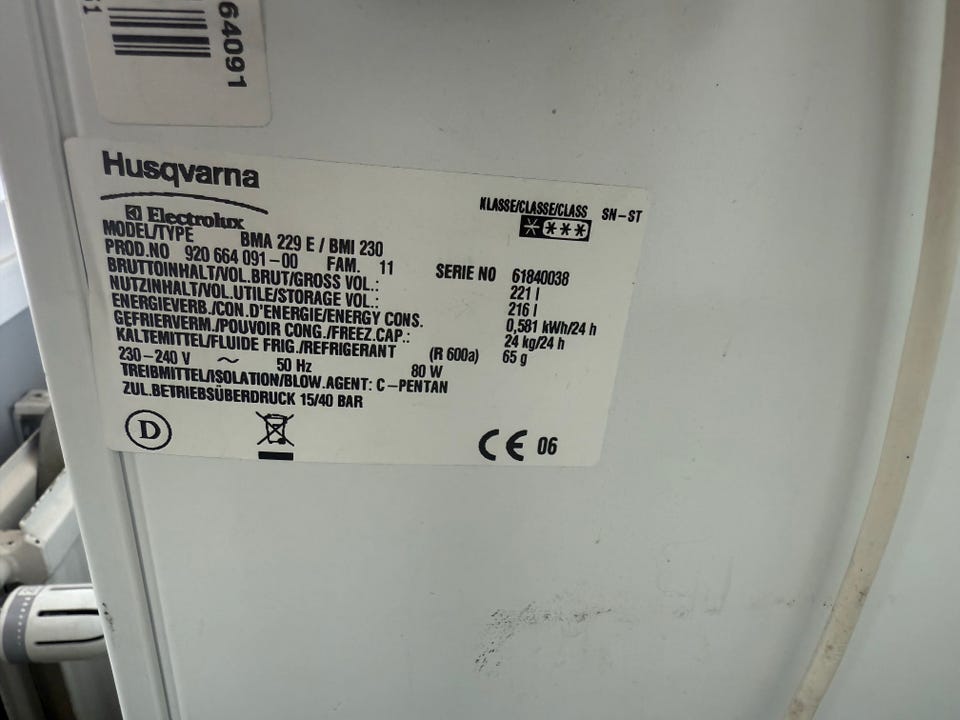 64091
51
Husqvarna
Electrolux
KLASSE/CLASSE/CLASS SN-ST
****
MODEL/TYPE BMA 229 E / BMI 230
PROD.NO 920 664 091-00 FAM. 11 SERIE NO 61840038
BRUTTOINHALT/VOL.BRUT/GROSS VOL.: 221 l
NUTZINHALT/VOL.UTILE/STORAGE VOL.: 216 l
ENERGIEVERB./CON.D'ENERGIE/ENERGY CONS. 0,581 kWh/24 h
GEFRIERVERM./POUVOIR CONG./FREEZ.CAP.: 24 kg/24 h
KÄLTEMITTEL/FLUIDE FRIG./REFRIGERANT (R 600a) 65 g
230-240 V ~ 50 Hz 80 W
TREIBMITTEL/ISOLATION/BLOW.AGENT: C-PENTAN
ZUL.BETRIEBSÜBERDRUCK 15/40 BAR
D
CE 06